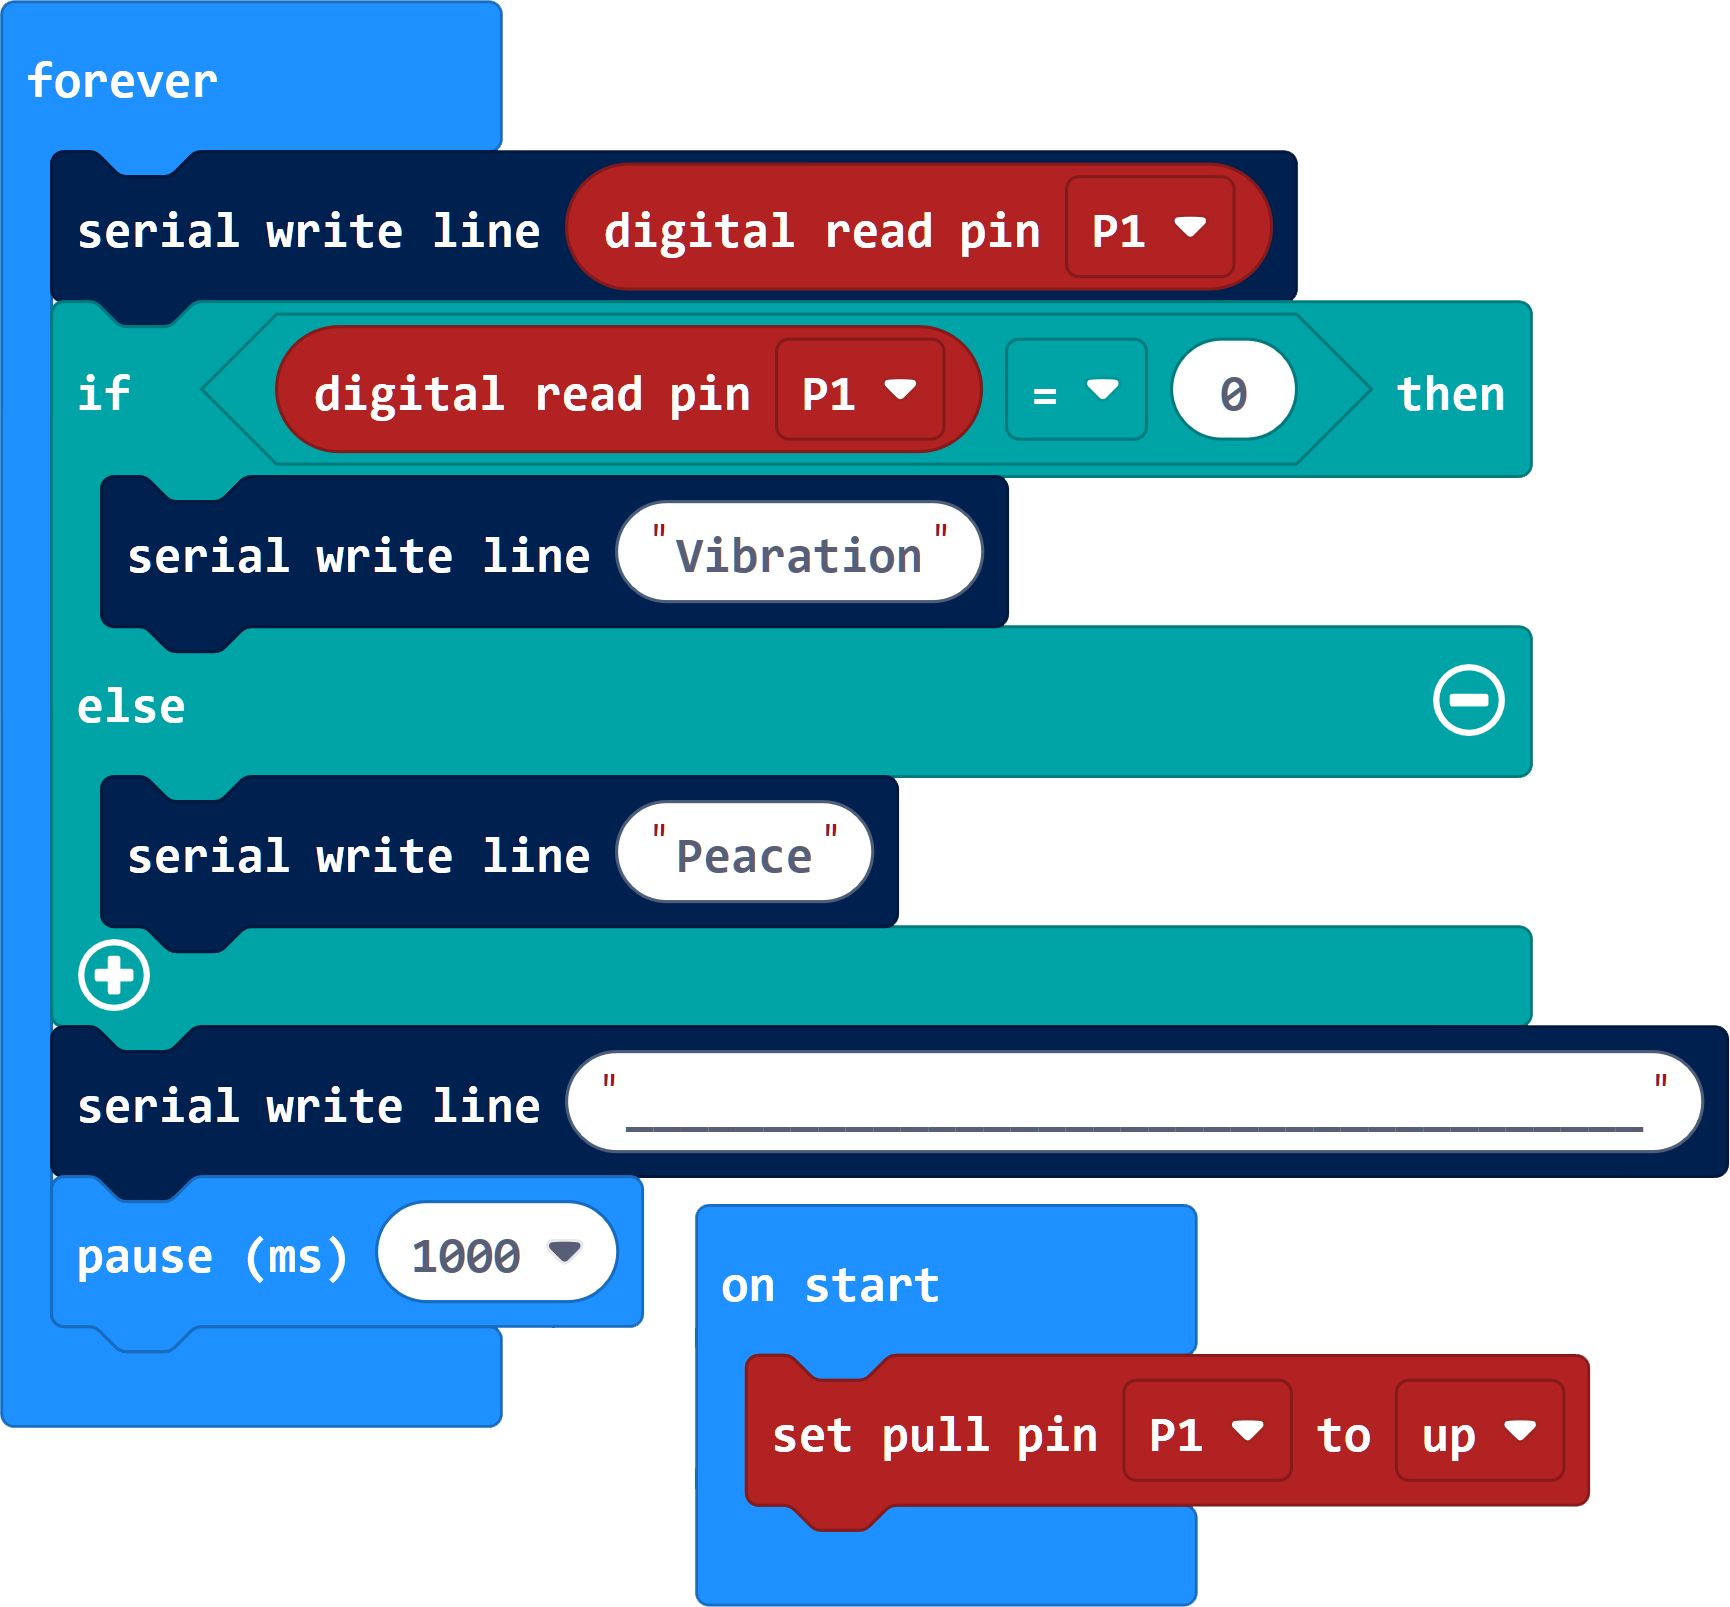 forever
serial write line digital read pin P1
if digital read pin P1 = 0 then
serial write line "Vibration"
else
serial write line "Peace"
serial write line "_____________________________________"
pause (ms) 1000
on start
set pull pin P1 to up